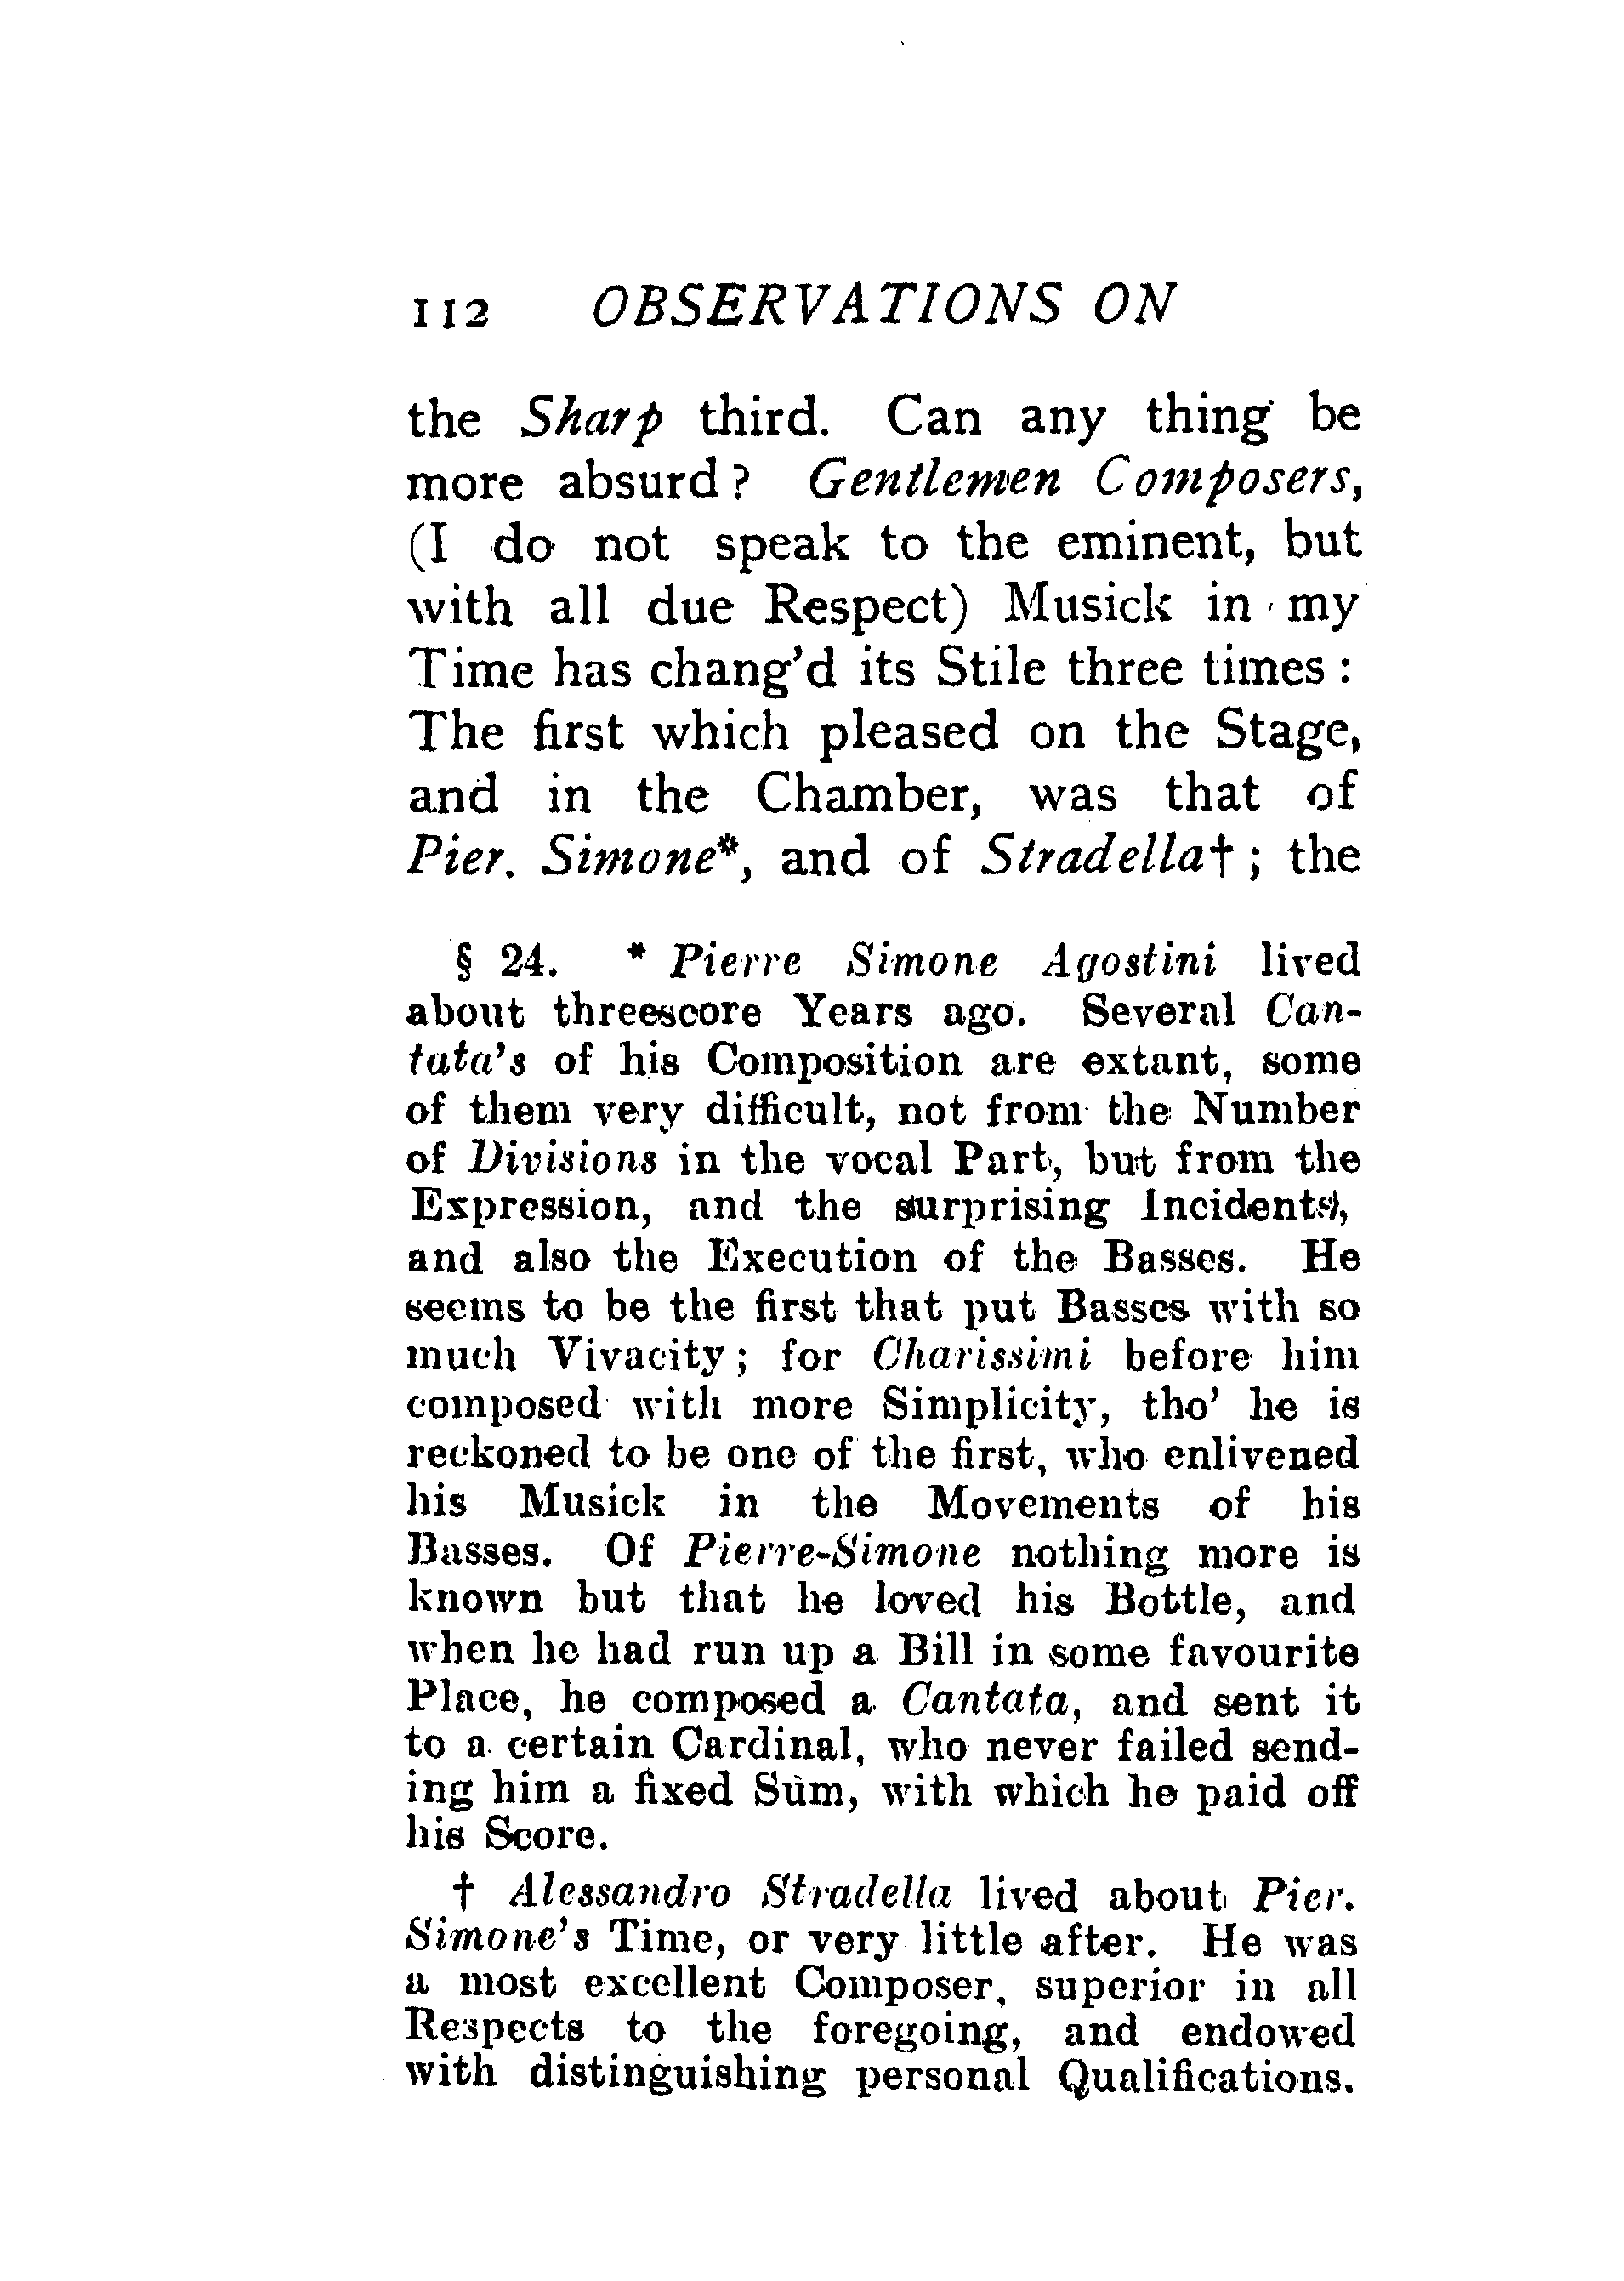 112 OBSERVATIONS ON
the Sharp third. Can any thing be
more absurd? Gentlemen Composers,
(I do not speak to the eminent, but
with all due Respect) Musick in my
Time has chang'd its Stile three times:
The first which pleased on the Stage,
and in the Chamber, was that of
Pier. Simone*, and of Stradella†; the
§ 24. * Pierre Simone Agostini lived
about threescore Years ago. Several Can-
tata's of his Composition are extant, some
of them very difficult, not from the Number
of Divisions in the vocal Part, but from the
Expression, and the surprising Incidents,
and also the Execution of the Basses. He
seems to be the first that put Basses with so
much Vivacity; for Charissimi before him
composed with more Simplicity, tho' he is
reckoned to be one of the first, who enlivened
his Musick in the Movements of his
Basses. Of Pierre-Simone nothing more is
known but that he loved his Bottle, and
when he had run up a Bill in some favourite
Place, he composed a Cantata, and sent it
to a certain Cardinal, who never failed send-
ing him a fixed Sum, with which he paid off
his Score.
† Alessandro Stradella lived about Pier.
Simone's Time, or very little after. He was
a most excellent Composer, superior in all
Respects to the foregoing, and endowed
with distinguishing personal Qualifications.